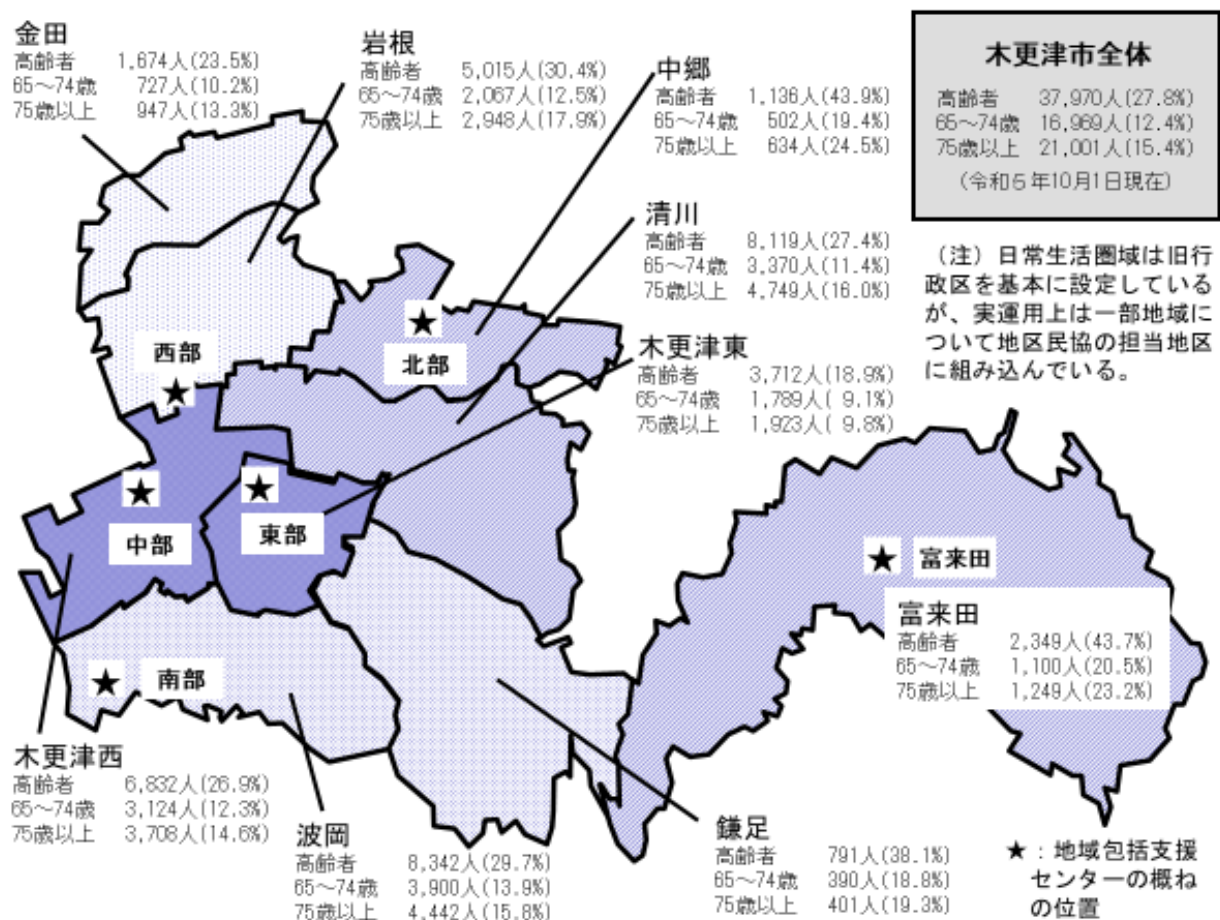 金田
高齢者 1,674人(23.5%)
65～74歳 727人(10.2%)
75歳以上 947人(13.3%)
岩根
高齢者 5,015人(30.4%)
65～74歳 2,067人(12.5%)
75歳以上 2,948人(17.9%)
中郷
高齢者 1,136人(43.9%)
65～74歳 502人(19.4%)
75歳以上 634人(24.5%)
木更津市全体
高齢者 37,970人(27.8%)
65～74歳 16,969人(12.4%)
75歳以上 21,001人(15.4%)
(令和5年10月1日現在)
清川
高齢者 8,119人(27.4%)
65～74歳 3,370人(11.4%)
75歳以上 4,749人(16.0%)
（注）日常生活圏域は旧行
政区を基本に設定している
が、実運用上は一部地域に
ついて地区民協の担当地区
に組み込んでいる。
木更津東
高齢者 3,712人(18.9%)
65～74歳 1,789人( 9.1%)
75歳以上 1,923人( 9.8%)
西部
★
★
北部
★
中部
★
東部
★
富来田
富来田
高齢者 2,349人(43.7%)
65～74歳 1,100人(20.5%)
75歳以上 1,249人(23.2%)
★
南部
木更津西
高齢者 6,832人(26.9%)
65～74歳 3,124人(12.3%)
75歳以上 3,708人(14.6%)
波岡
高齢者 8,342人(29.7%)
65～74歳 3,900人(13.9%)
75歳以上 4,442人(15.8%)
鎌足
高齢者 791人(38.1%)
65～74歳 390人(18.8%)
75歳以上 401人(19.3%)
★：地域包括支援
センターの概ね
の位置